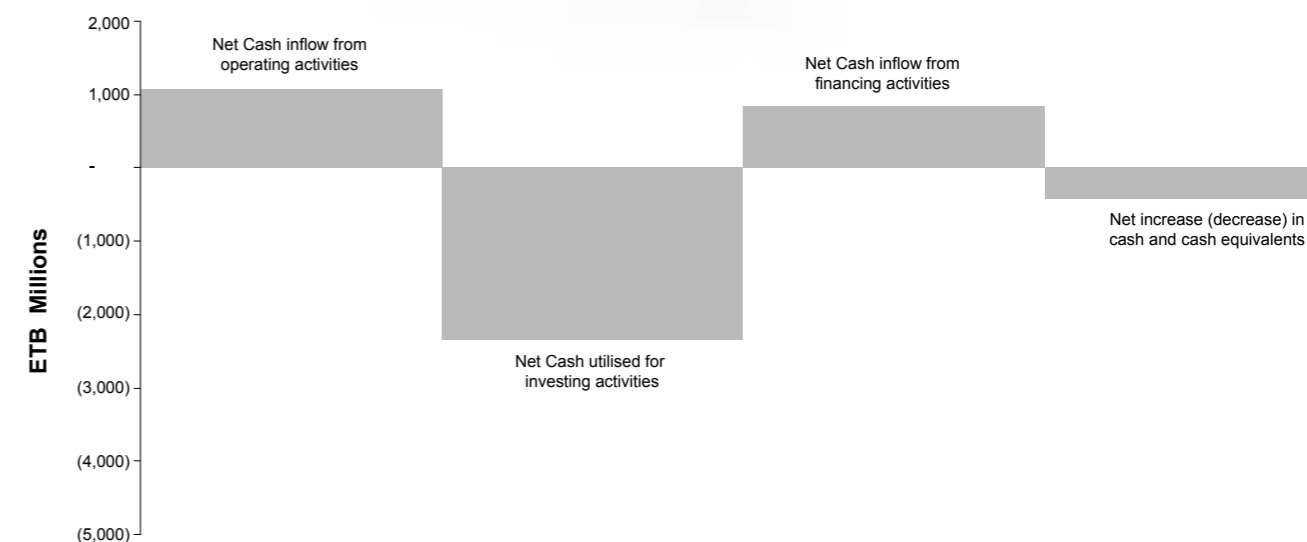 2,000
Net Cash inflow from
operating activities
Net Cash inflow from
financing activities
1,000
-
Net increase (decrease) in
cash and cash equivalents
(1,000)
ETB Millions
(2,000)
Net Cash utilised for
investing activities
(3,000)
(4,000)
(5,000)